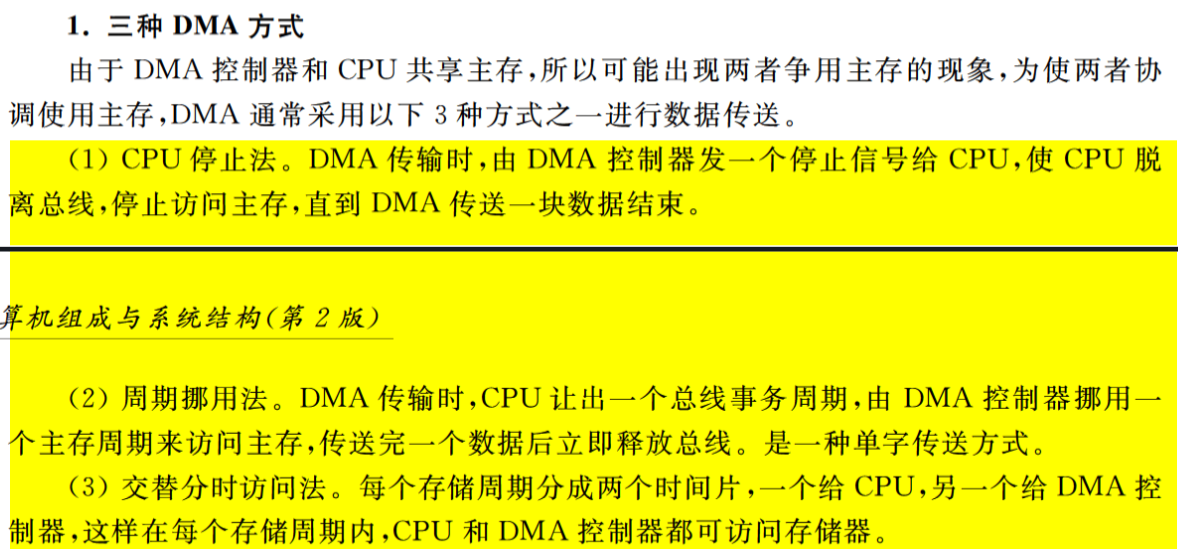 1. 三种 DMA 方式
由于 DMA 控制器和 CPU 共享主存,所以可能出现两者争用主存的现象,为使两者协
调使用主存,DMA 通常采用以下 3 种方式之一进行数据传送。
(1) CPU 停止法。DMA 传输时,由 DMA 控制器发一个停止信号给 CPU,使 CPU 脱
离总线,停止访问主存,直到 DMA 传送一块数据结束。
算机组成与系统结构(第 2 版)
(2) 周期挪用法。DMA 传输时,CPU 让出一个总线事务周期,由 DMA 控制器挪用一
个主存周期来访问主存,传送完一个数据后立即释放总线。是一种单字传送方式。
(3) 交替分时访问法。每个存储周期分成两个时间片,一个给 CPU,另一个给 DMA 控
制器,这样在每个存储周期内,CPU 和 DMA 控制器都可访问存储器。